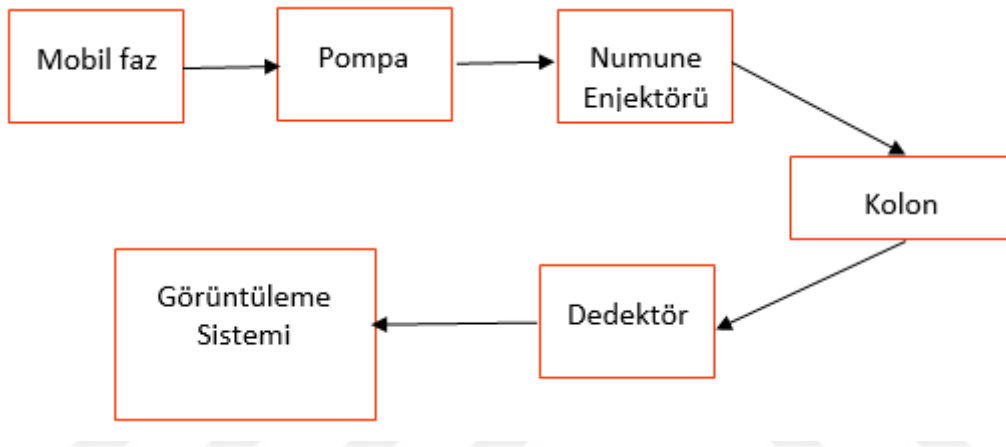 Mobil faz
Pompa
Numune
Enjektörü
Kolon
Dedektör
Görüntüleme
Sistemi